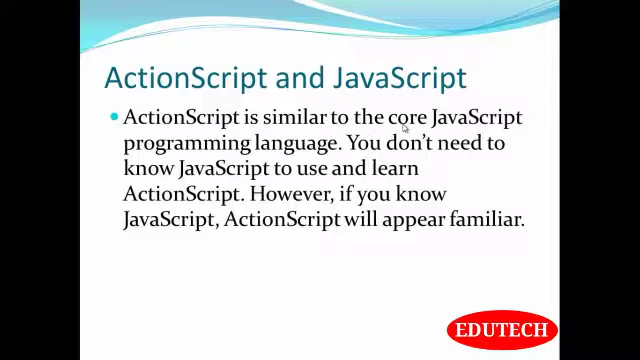 ActionScript and JavaScript
• ActionScript is similar to the core JavaScript
programming language. You don't need to
know JavaScript to use and learn
ActionScript. However, if you know
JavaScript, ActionScript will appear familiar.
EDUTECH